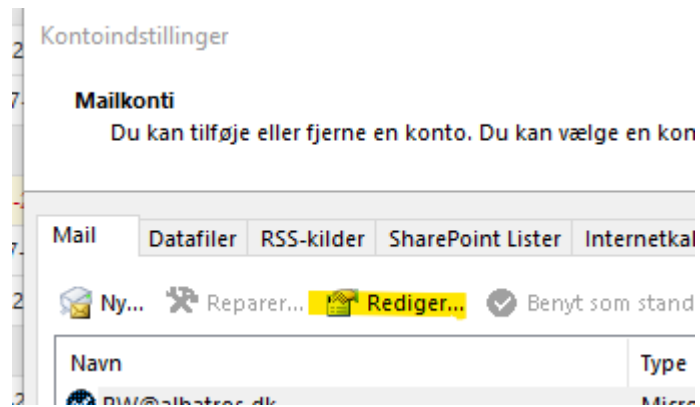 Kontoindstillinger
Mailkonti
Du kan tilføje eller fjerne en konto. Du kan vælge en kon
Mail Datafiler RSS-kilder SharePoint Lister Internetkal
Ny... Reparer... Rediger... Benyt som stand
Navn Type